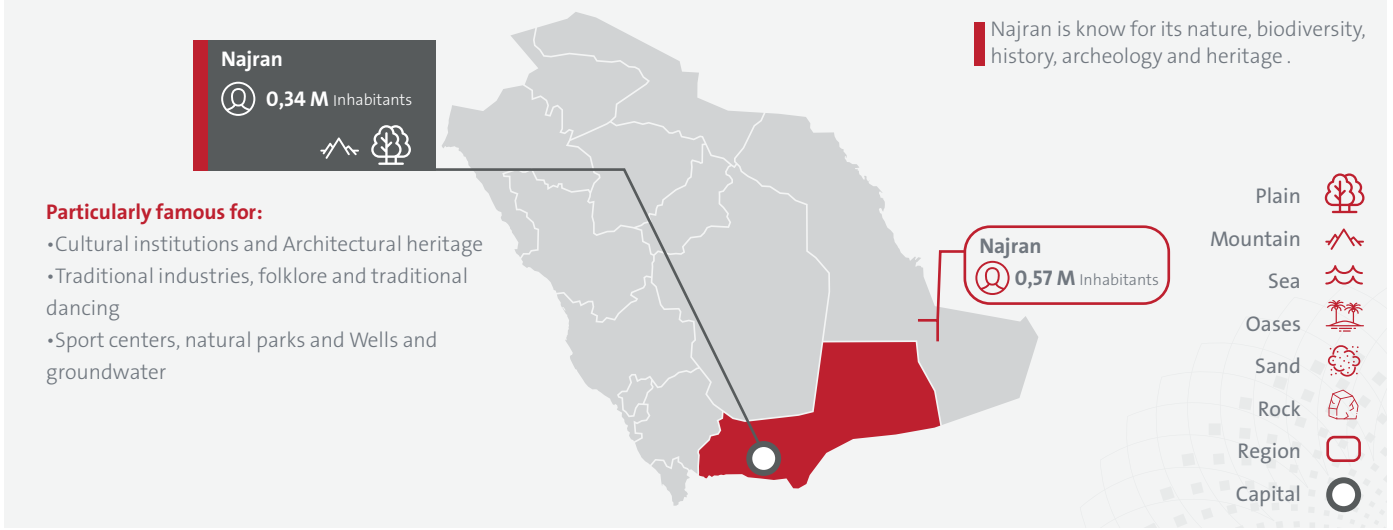 Najran is know for its nature, biodiversity,
history, archeology and heritage .
Najran
0,34 M Inhabitants
Particularly famous for:
•Cultural institutions and Architectural heritage
•Traditional industries, folklore and traditional
dancing
•Sport centers, natural parks and Wells and
groundwater
Najran
0,57 M Inhabitants
Plain
Mountain
Sea
Oases
Sand
Rock
Region
Capital